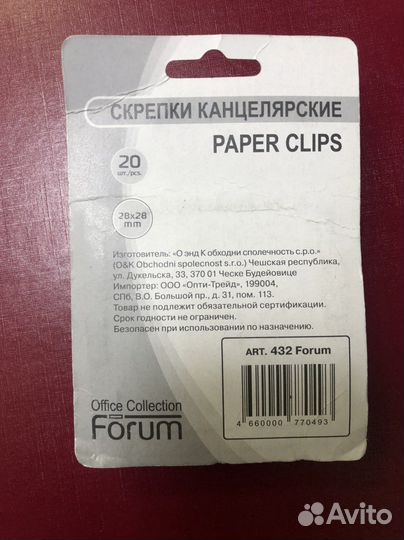 СКРЕПКИ КАНЦЕЛЯРСКИЕ
PAPER CLIPS
20
шт./pcs.
28x28
mm
Изготовитель: «О энд К обходни сполечность с.р.о.»
(O&K Obchodni spolecnost s.r.o.) Чешская республика,
ул. Дукельска, 33, 370 01 Ческе Будейовице
Импортер: ООО «Опти-Трейд», 199004,
СПб, В.О. Большой пр., д. 31, пом. 113.
Товар не подлежит обязательной сертификации.
Срок годности не ограничен.
Безопасен при использовании по назначению.
ART. 432 Forum
4 660000 770493
Office Collection
Forum
Avito